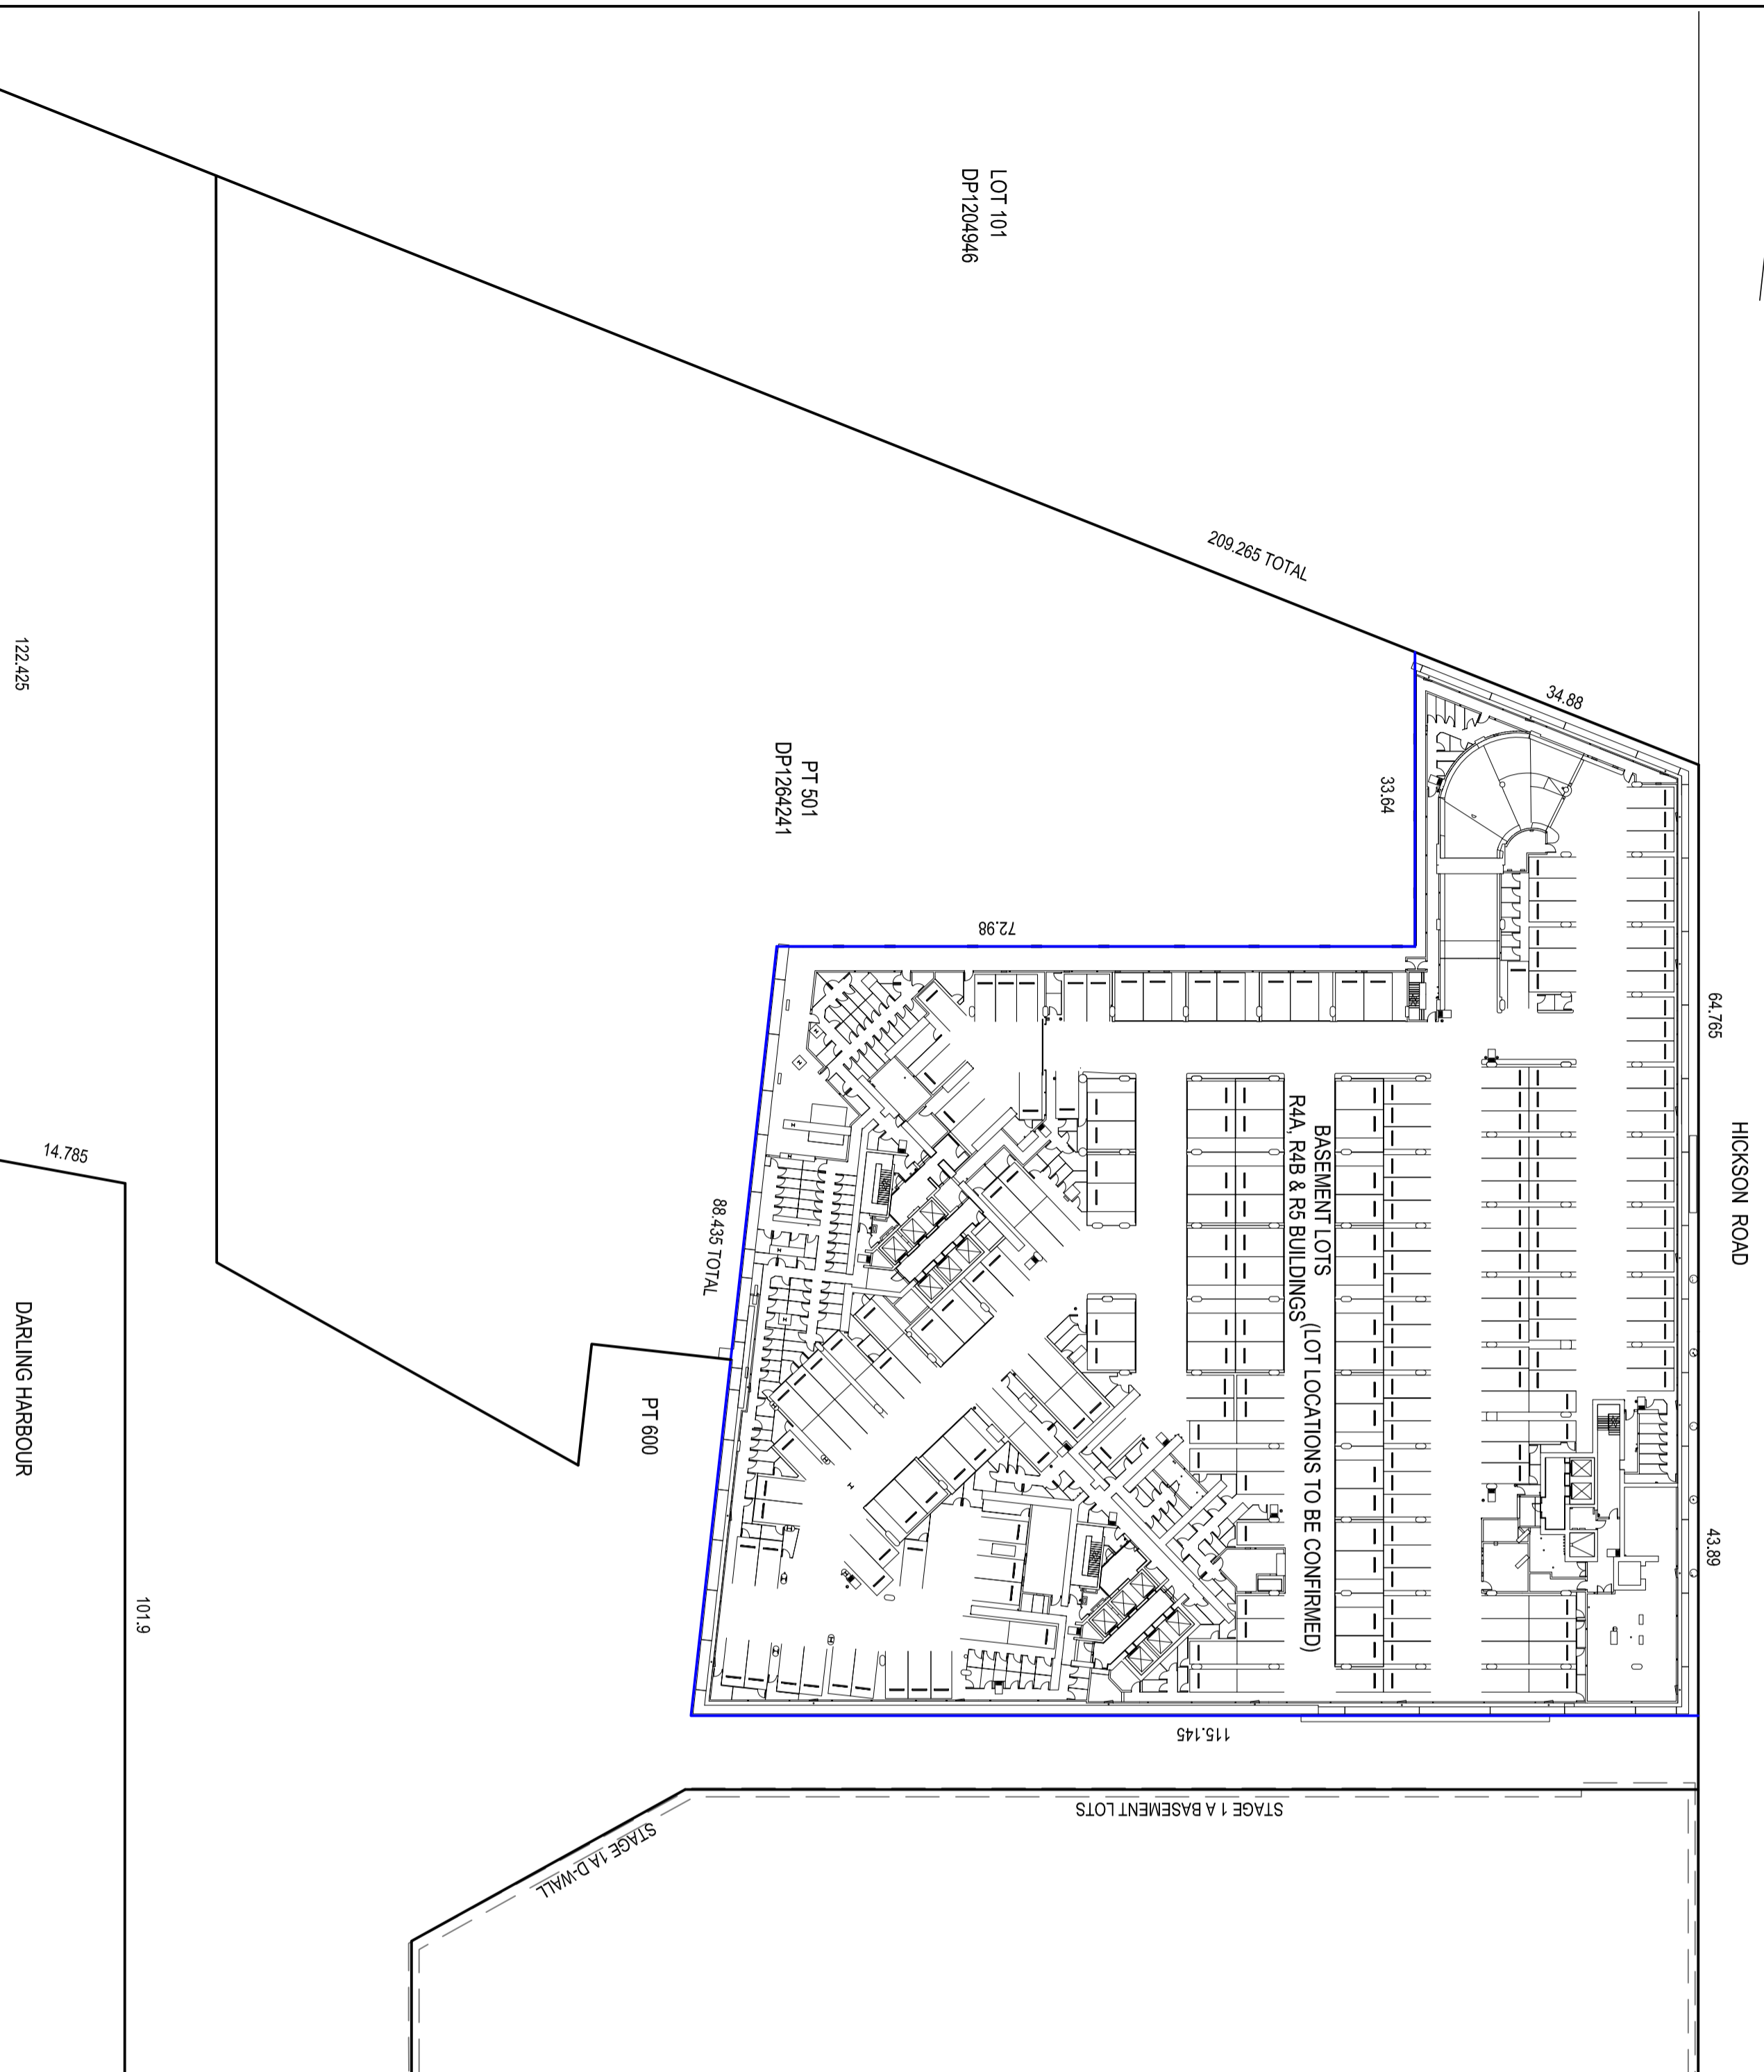 LOT 101
DP1204946
209.265 TOTAL
34.88
33.64
PT 501
DP1264241
72.98
122.425
64.765
HICKSON ROAD
BASEMENT LOTS
R4A, R4B & R5 BUILDINGS
(LOT LOCATIONS TO BE CONFIRMED)
14.785
88.435 TOTAL
DARLING HARBOUR
PT 600
43.89
101.9
115.145
STAGE 1 A BASEMENT LOTS
STAGE 1A D-WALL